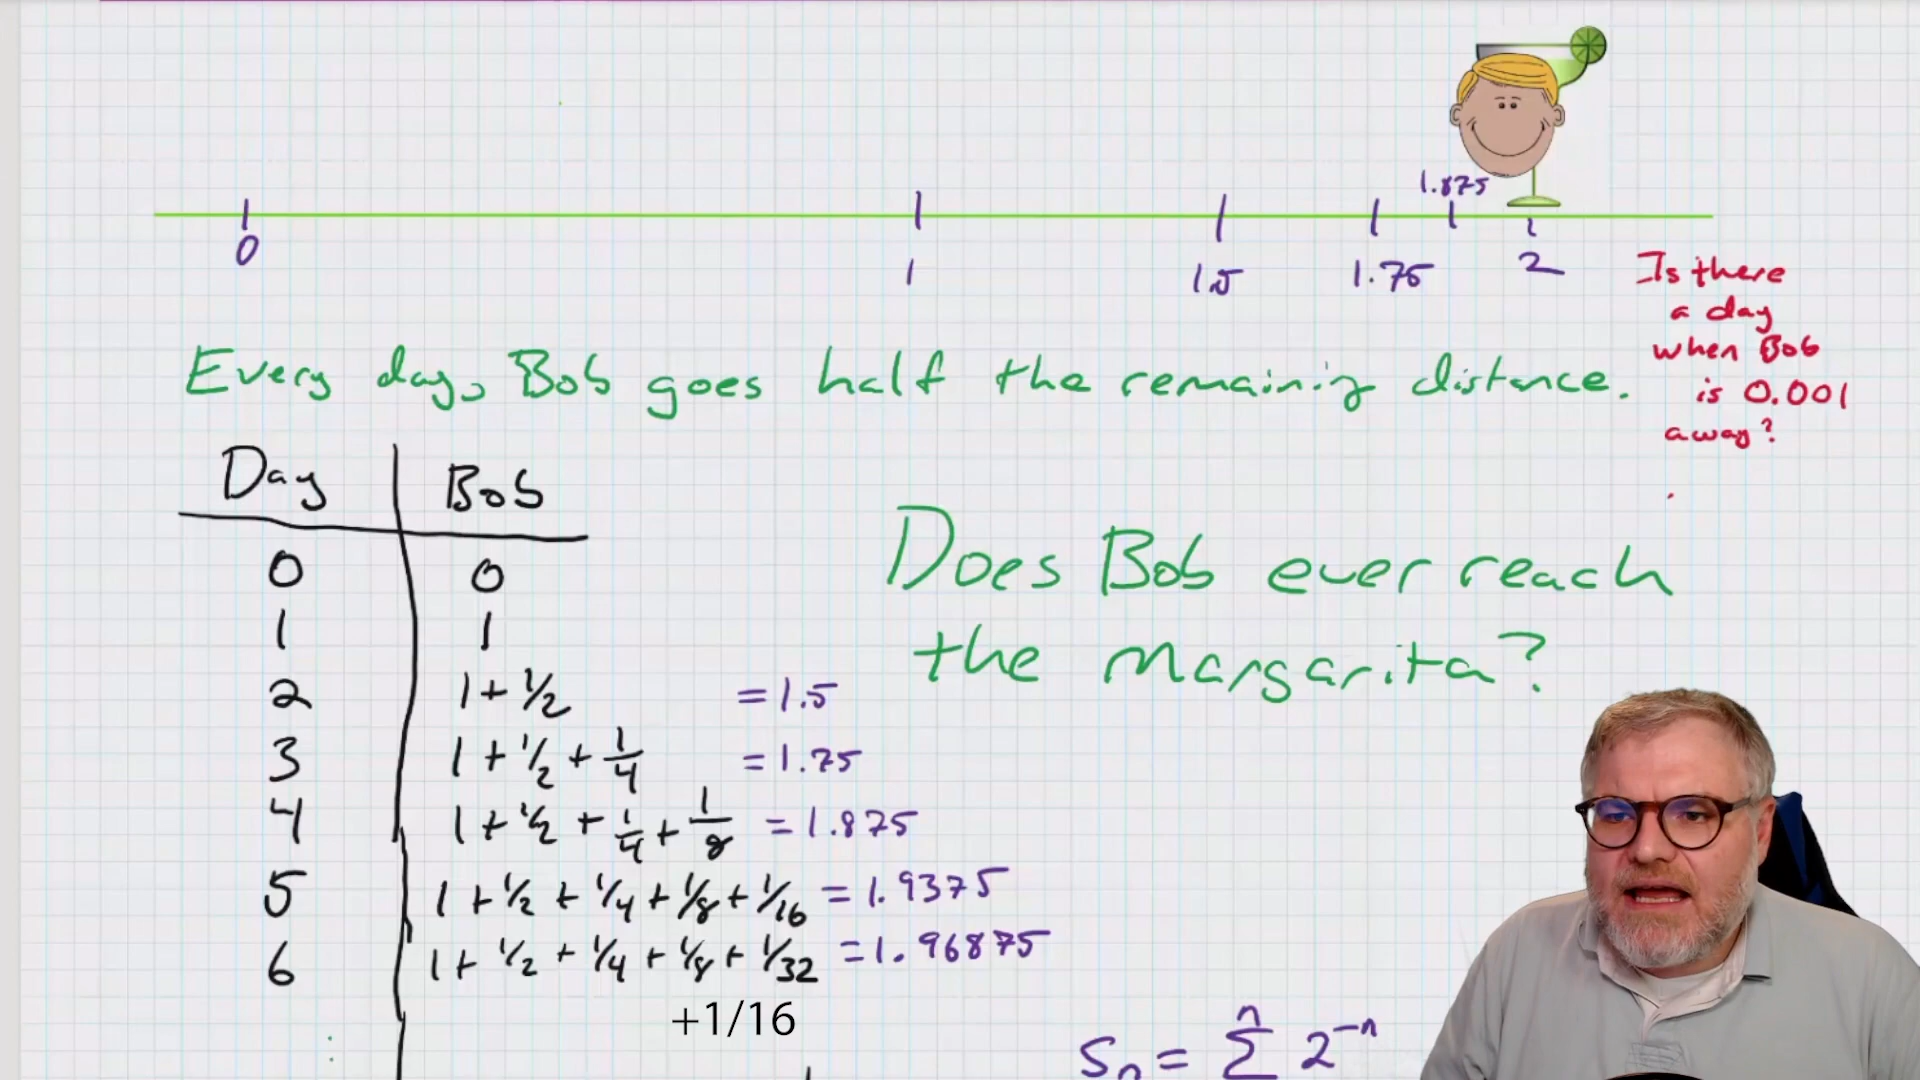 1.875
0
1
1.5
1.75
2
Is there
a day
when Bob
is 0.001
away?
Every day, Bob goes half the remaining distance.
Day Bob
0 0
1 1
2 1 + 1/2 = 1.5
3 1 + 1/2 + 1/4 = 1.75
4 1 + 1/2 + 1/4 + 1/8 = 1.875
5 1 + 1/2 + 1/4 + 1/8 + 1/16 = 1.9375
6 1 + 1/2 + 1/4 + 1/8 + 1/32 = 1.96875
+1/16
Does Bob ever reach
the margarita?
Sn = n Σ 2^-n